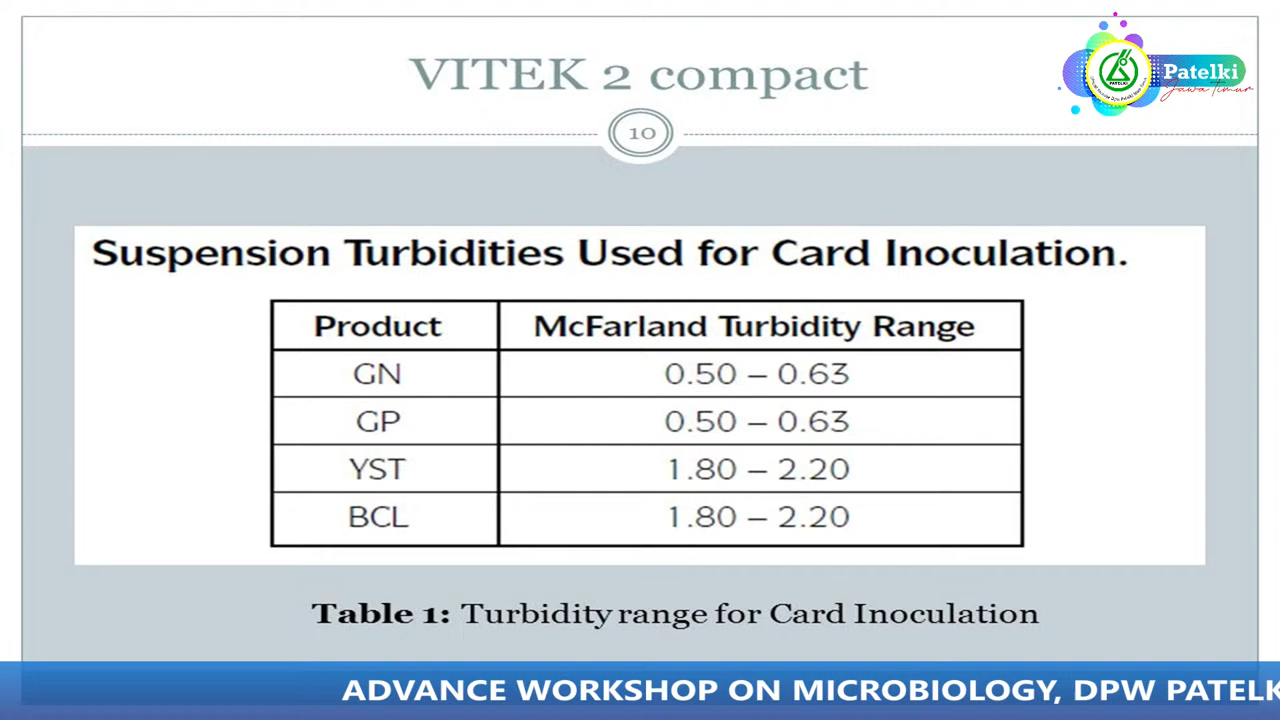 VITEK 2 compact
Patelki
Jawa Timur
10
Suspension Turbidities Used for Card Inoculation.
Product McFarland Turbidity Range
GN 0.50 – 0.63
GP 0.50 – 0.63
YST 1.80 – 2.20
BCL 1.80 – 2.20
Table 1: Turbidity range for Card Inoculation
ADVANCE WORKSHOP ON MICROBIOLOGY, DPW PATELK